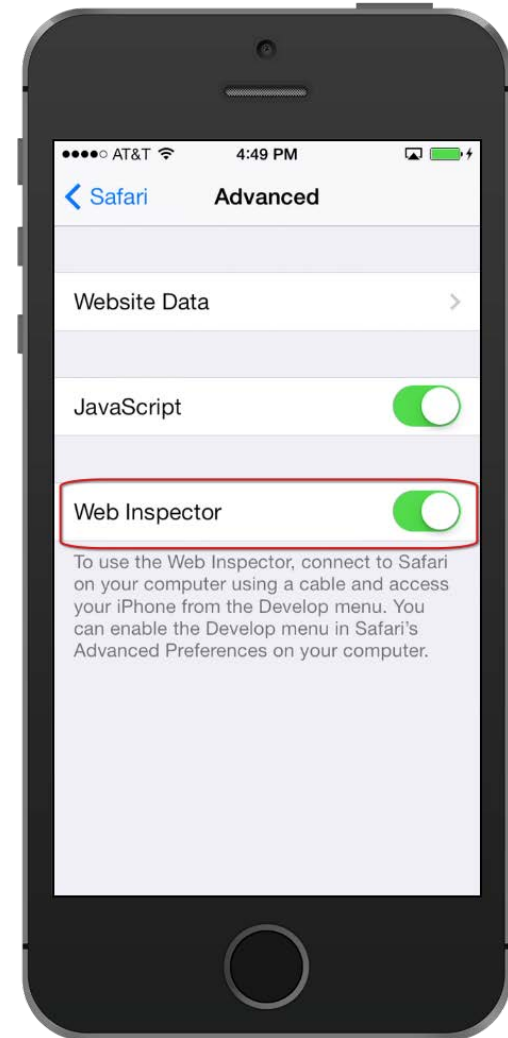 AT&T 4:49 PM
Safari Advanced
Website Data
JavaScript
Web Inspector
To use the Web Inspector, connect to Safari
on your computer using a cable and access
your iPhone from the Develop menu. You
can enable the Develop menu in Safari's
Advanced Preferences on your computer.